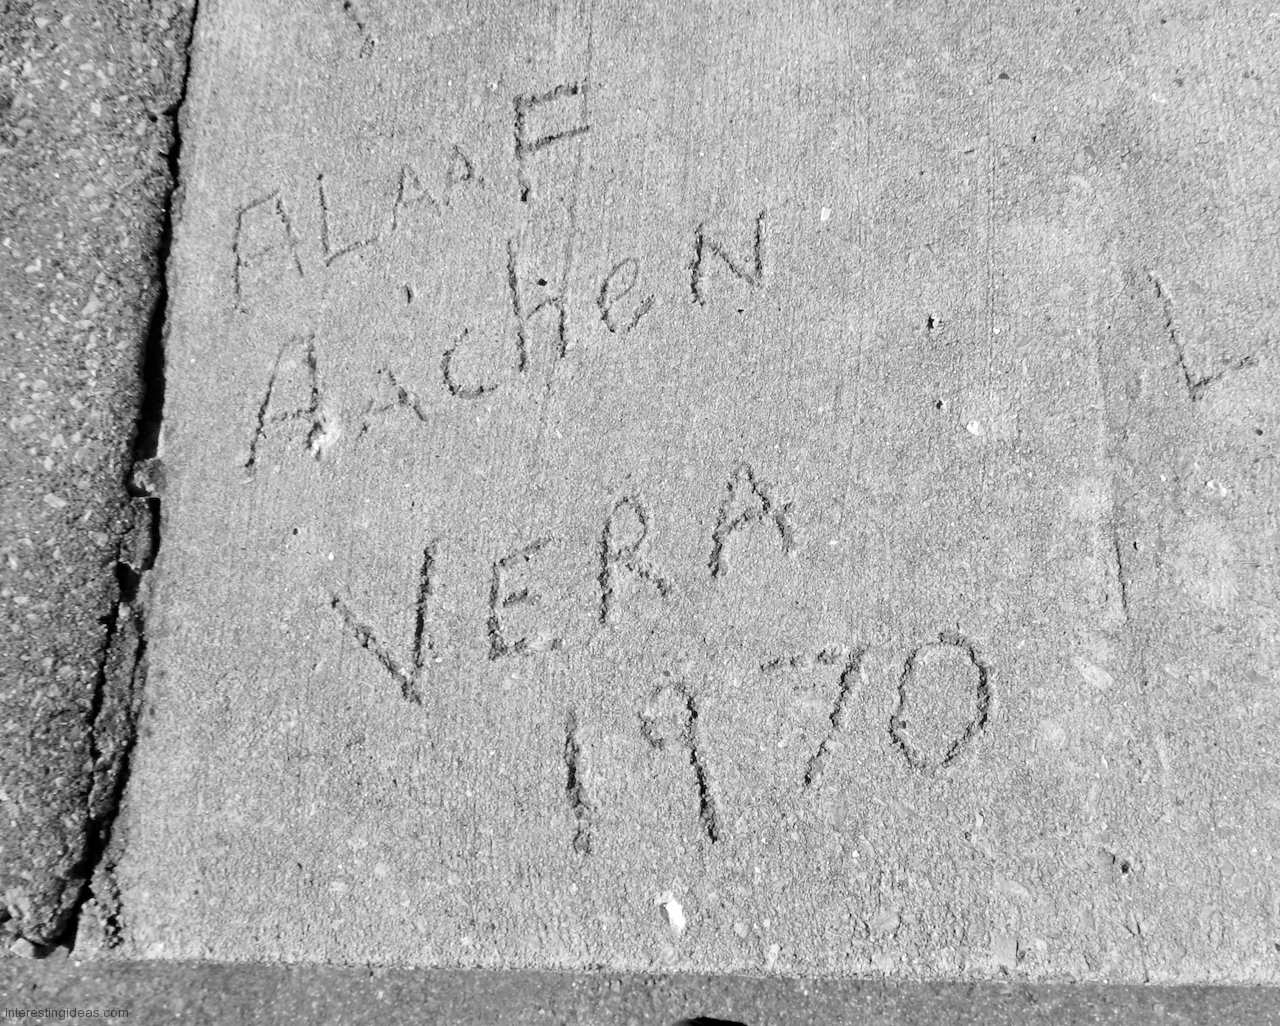 ALaaF
AacHeN
VERA
1970
L
interestingideas.com